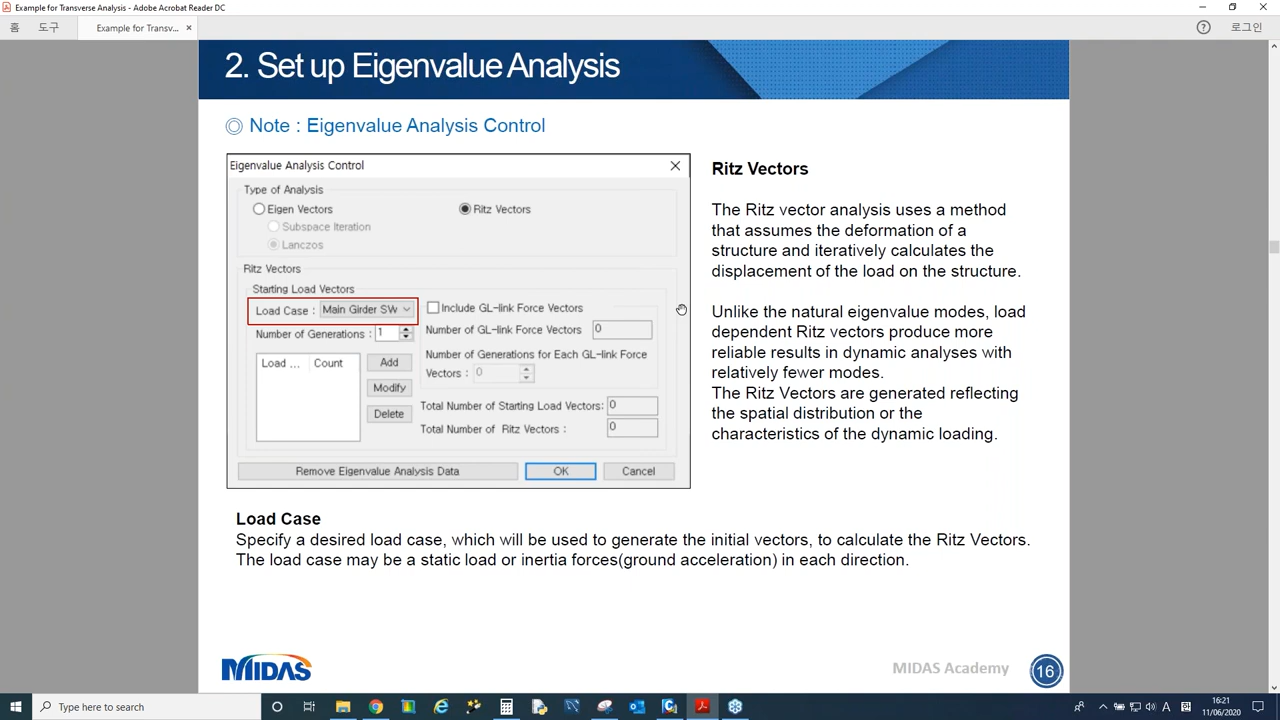 Example for Transverse Analysis - Adobe Acrobat Reader DC
홈
도구
Example for Transv...
로그인
2. Set up Eigenvalue Analysis
Note : Eigenvalue Analysis Control
Eigenvalue Analysis Control
Type of Analysis
Eigen Vectors
Ritz Vectors
Subspace Iteration
Lanczos
Ritz Vectors
Starting Load Vectors
Load Case : Main Girder SW
Include GL-link Force Vectors
Number of Generations : 1
Number of GL-link Force Vectors 0
Load ... Count
Add
Modify
Delete
Number of Generations for Each GL-link Force
Vectors : 0
Total Number of Starting Load Vectors: 0
Total Number of Ritz Vectors : 0
Remove Eigenvalue Analysis Data
OK
Cancel
Ritz Vectors
The Ritz vector analysis uses a method
that assumes the deformation of a
structure and iteratively calculates the
displacement of the load on the structure.
Unlike the natural eigenvalue modes, load
dependent Ritz vectors produce more
reliable results in dynamic analyses with
relatively fewer modes.
The Ritz Vectors are generated reflecting
the spatial distribution or the
characteristics of the dynamic loading.
Load Case
Specify a desired load case, which will be used to generate the initial vectors, to calculate the Ritz Vectors.
The load case may be a static load or inertia forces(ground acceleration) in each direction.
MIDAS
MIDAS Academy
16
Type here to search
A
16:21
11/06/2020